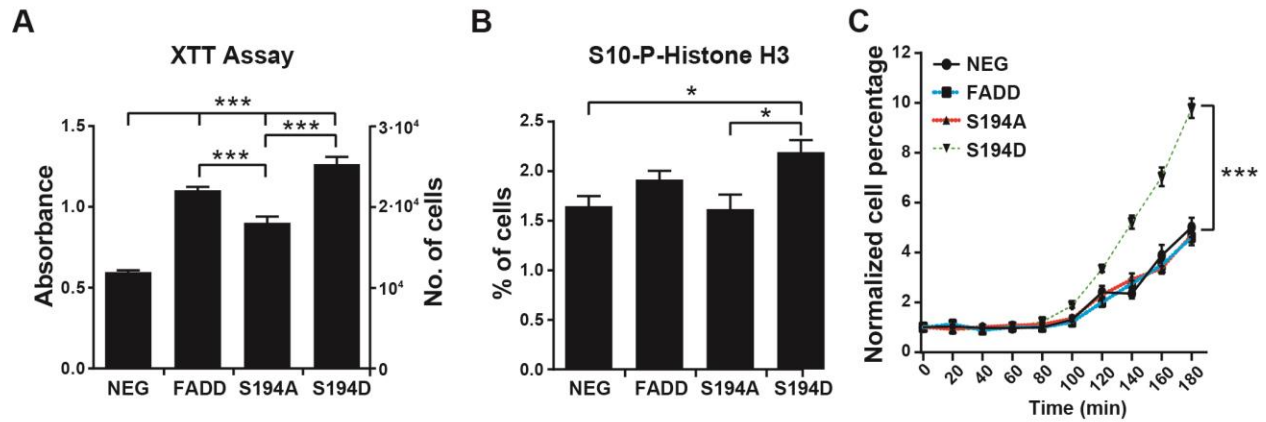 A
XTT Assay
***
***
***
1.5
1.0
0.5
0.0
Absorbance
3·10⁴
2·10⁴
10⁴
0
No. of cells
NEG FADD S194A S194D
B
S10-P-Histone H3
*
*
2.5
2.0
1.5
1.0
0.5
0.0
% of cells
NEG FADD S194A S194D
C
12
10
8
6
4
2
0
Normalized cell percentage
NEG
FADD
S194A
S194D
***
0 20 40 60 80 100 120 140 160 180
Time (min)